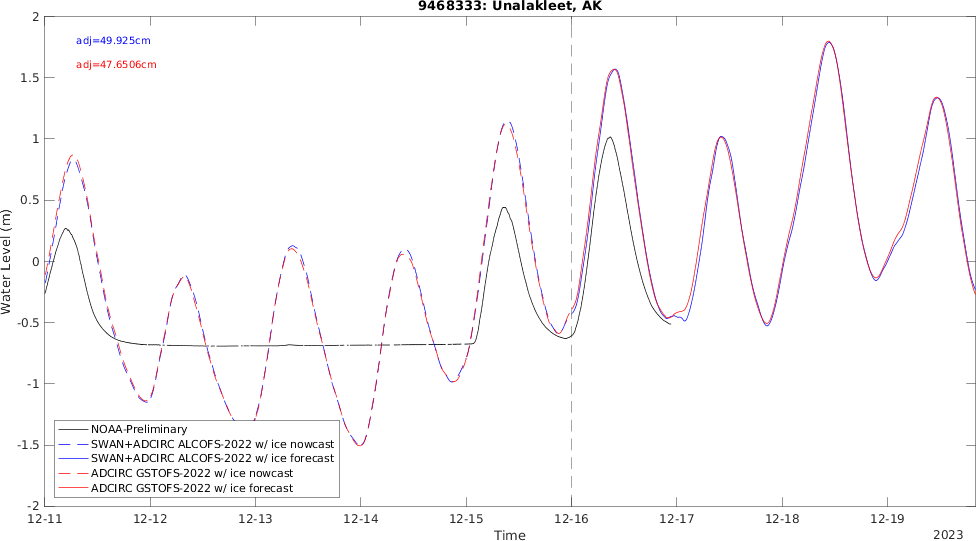 9468333: Unalakleet, AK
adj=49.925cm
adj=47.6506cm
2
1.5
1
0.5
0
-0.5
-1
-1.5
-2
Water Level (m)
NOAA-Preliminary
SWAN+ADCIRC ALCOFS-2022 w/ ice nowcast
SWAN+ADCIRC ALCOFS-2022 w/ ice forecast
ADCIRC GSTOFS-2022 w/ ice nowcast
ADCIRC GSTOFS-2022 w/ ice forecast
12-11 12-12 12-13 12-14 12-15 12-16 12-17 12-18 12-19
Time
2023